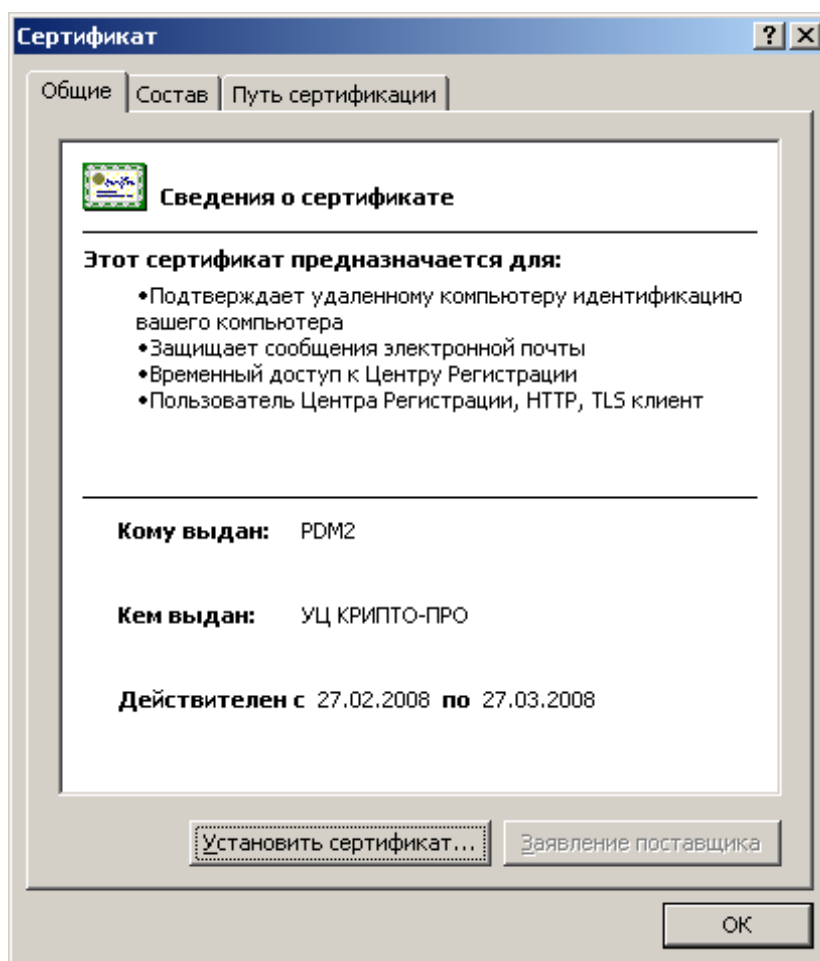 Сертификат
Общие Состав Путь сертификации
Сведения о сертификате
Этот сертификат предназначается для:
•Подтверждает удаленному компьютеру идентификацию
вашего компьютера
•Защищает сообщения электронной почты
•Временный доступ к Центру Регистрации
•Пользователь Центра Регистрации, HTTP, TLS клиент
Кому выдан: PDM2
Кем выдан: УЦ КРИПТО-ПРО
Действителен с 27.02.2008 по 27.03.2008
Установить сертификат... Заявление поставщика
ОК